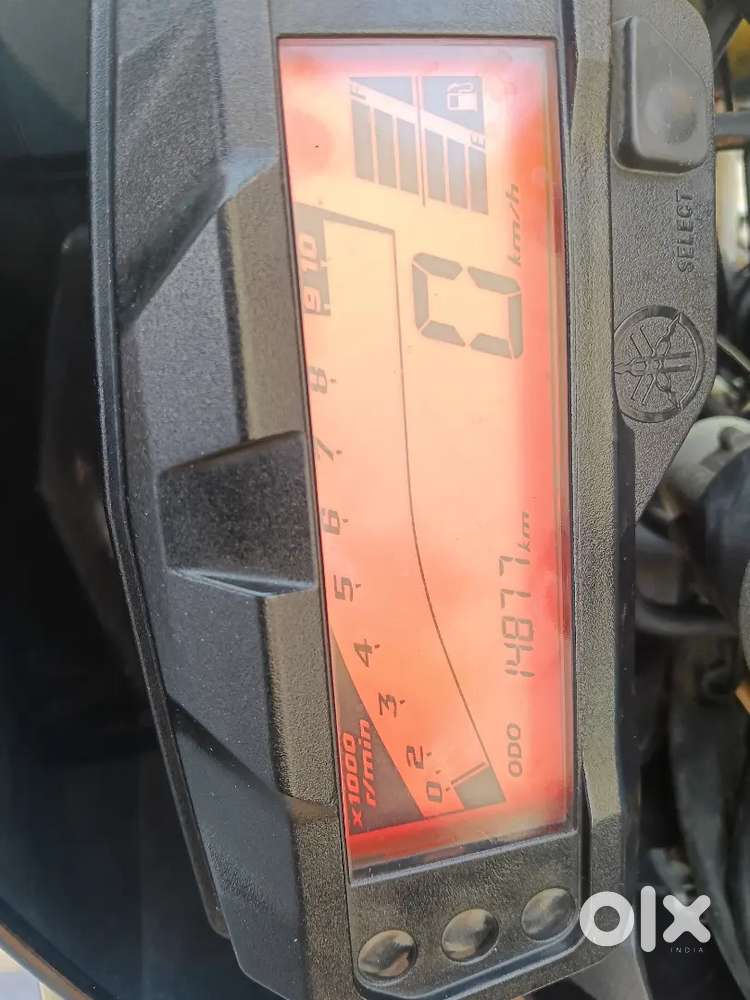 x1000
r/min
0 2 3 4 5 6 7 8 9 10
F
E
0 km/h
ODO 14877 km
SELECT
olx
INDIA